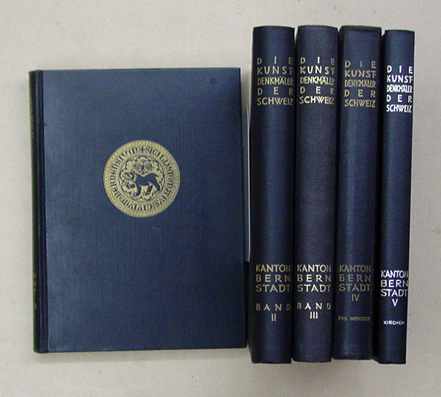 DIE
KUNST-
DENKMÄLER
DER
SCHWEIZ
KANTON
BERN
STADT
BAND
II
DIE
KUNST-
DENKMÄLER
DER
SCHWEIZ
KANTON
BERN
STADT
BAND
III
DIE
KUNST-
DENKMÄLER
DER
SCHWEIZ
KANTON
BERN
STADT
IV
DAS MÜNSTER
DIE
KUNST-
DENKMÄLER
DER
SCHWEIZ
KANTON
BERN
STADT
V
KIRCHEN